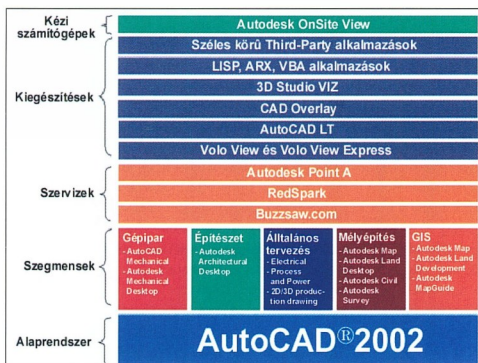 Kézi számítógépek
Autodesk OnSite View
Kiegészítések
Széles körű Third-Party alkalmazások
LISP, ARX, VBA alkalmazások
3D Studio VIZ
CAD Overlay
AutoCAD LT
Volo View és Volo View Express
Szervizek
Autodesk Point A
RedSpark
Buzzsaw.com
Szegmensek
Gépipar
- AutoCAD
Mechanical
- Autodesk
Mechanical
Desktop
Építészet
- Autodesk
Architectural
Desktop
Álltalános
tervezés
- Electrical
- Process
and Power
- 2D/3D produc-
tion drawing
Mélyépítés
- Autodesk Map
- Autodesk Land
Desktop
- Autodesk Civil
- Autodesk
Survey
GIS
- Autodesk Map
- Autodesk Land
Development
- Autodesk
MapGuide
Alaprendszer
AutoCAD®2002